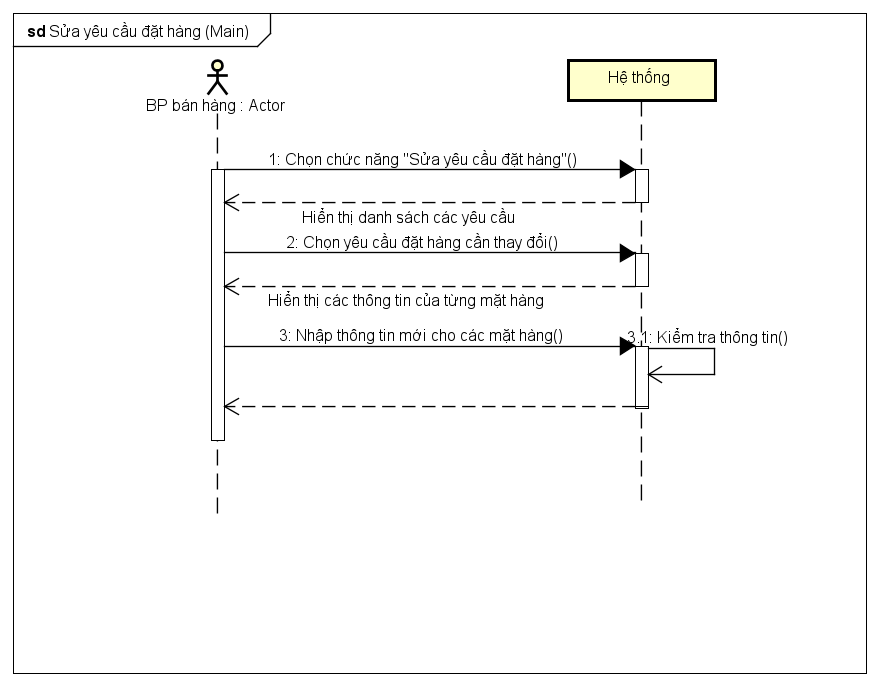 sd Sửa yêu cầu đặt hàng (Main)
BP bán hàng : Actor
Hệ thống
1: Chọn chức năng "Sửa yêu cầu đặt hàng"()
Hiển thị danh sách các yêu cầu
2: Chọn yêu cầu đặt hàng cần thay đổi()
Hiển thị các thông tin của từng mặt hàng
3: Nhập thông tin mới cho các mặt hàng()
3.1: Kiểm tra thông tin()